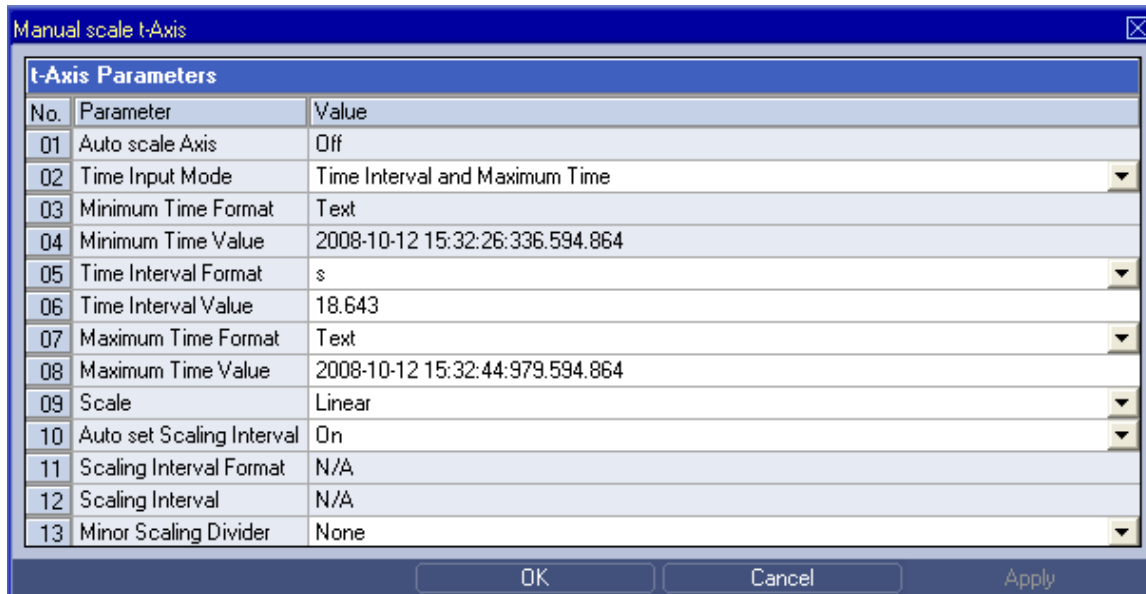 Manual scale t-Axis
t-Axis Parameters
No. Parameter Value
01 Auto scale Axis Off
02 Time Input Mode Time Interval and Maximum Time
03 Minimum Time Format Text
04 Minimum Time Value 2008-10-12 15:32:26:336.594.864
05 Time Interval Format s
06 Time Interval Value 18.643
07 Maximum Time Format Text
08 Maximum Time Value 2008-10-12 15:32:44:979.594.864
09 Scale Linear
10 Auto set Scaling Interval On
11 Scaling Interval Format N/A
12 Scaling Interval N/A
13 Minor Scaling Divider None
OK Cancel Apply